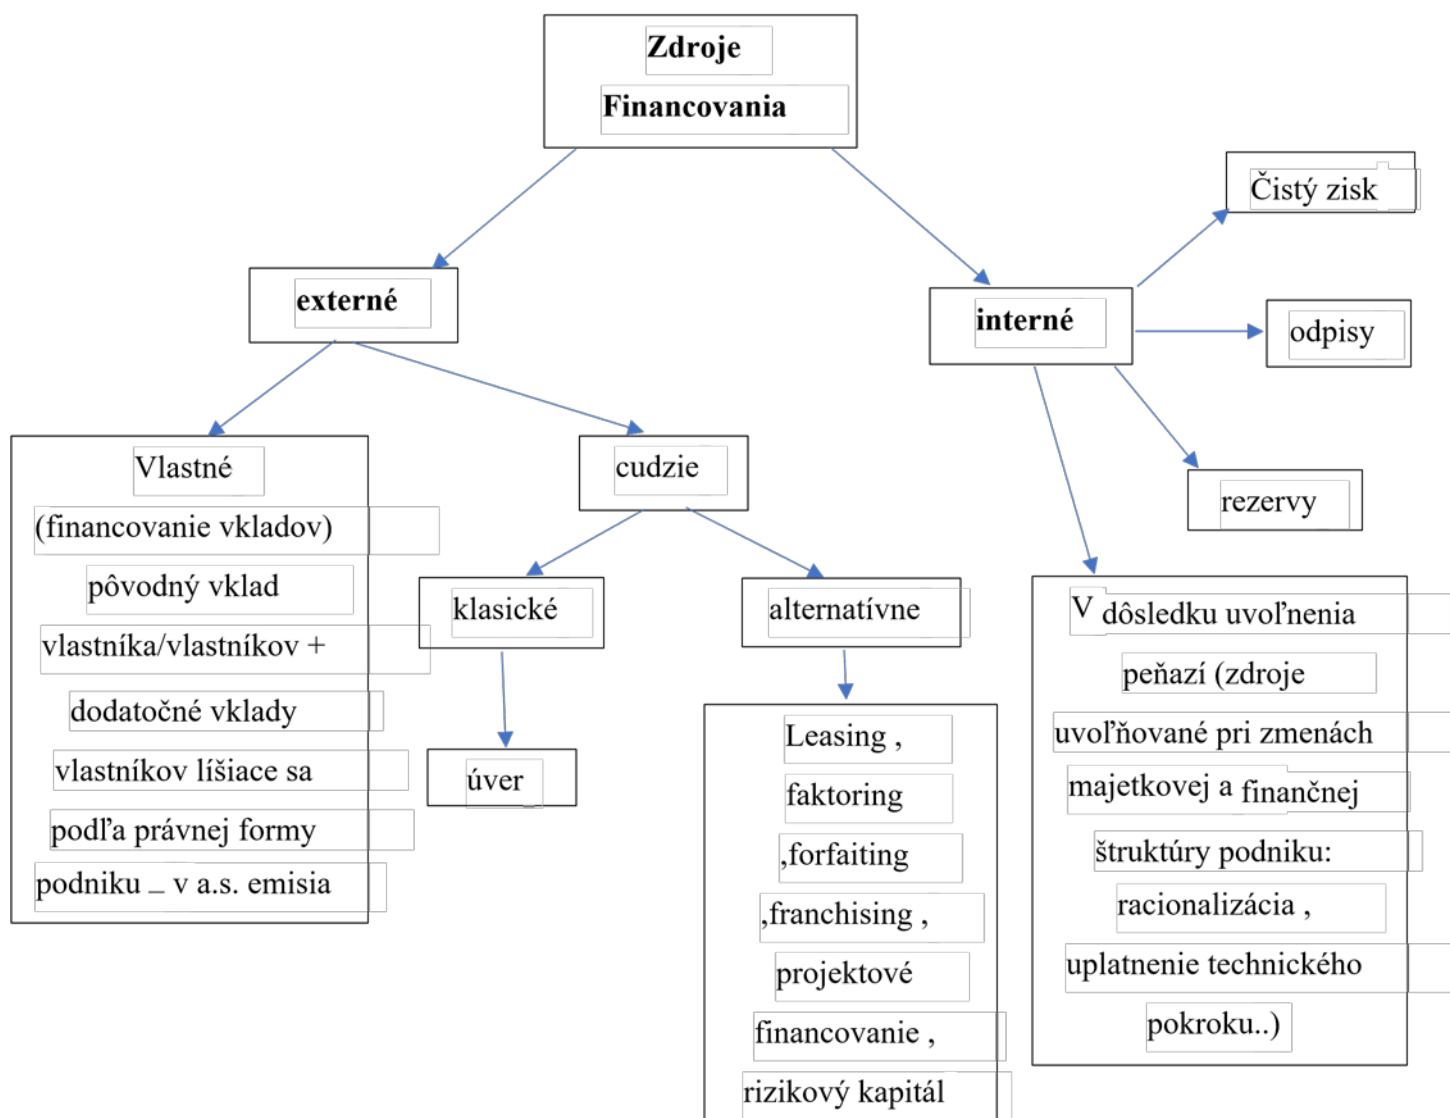 Zdroje
Financovania
externé
interné
Čistý zisk
odpisy
rezervy
Vlastné
(financovanie vkladov)
pôvodný vklad
vlastníka/vlastníkov +
dodatočné vklady
vlastníkov líšiace sa
podľa právnej formy
podniku – v a.s. emisia
cudzie
klasické
úver
alternatívne
Leasing ,
faktoring
,forfaiting
,franchising ,
projektové
financovanie ,
rizikový kapitál
V dôsledku uvoľnenia
peňazí (zdroje
uvoľňované pri zmenách
majetkovej a finančnej
štruktúry podniku:
racionalizácia ,
uplatnenie technického
pokroku..)